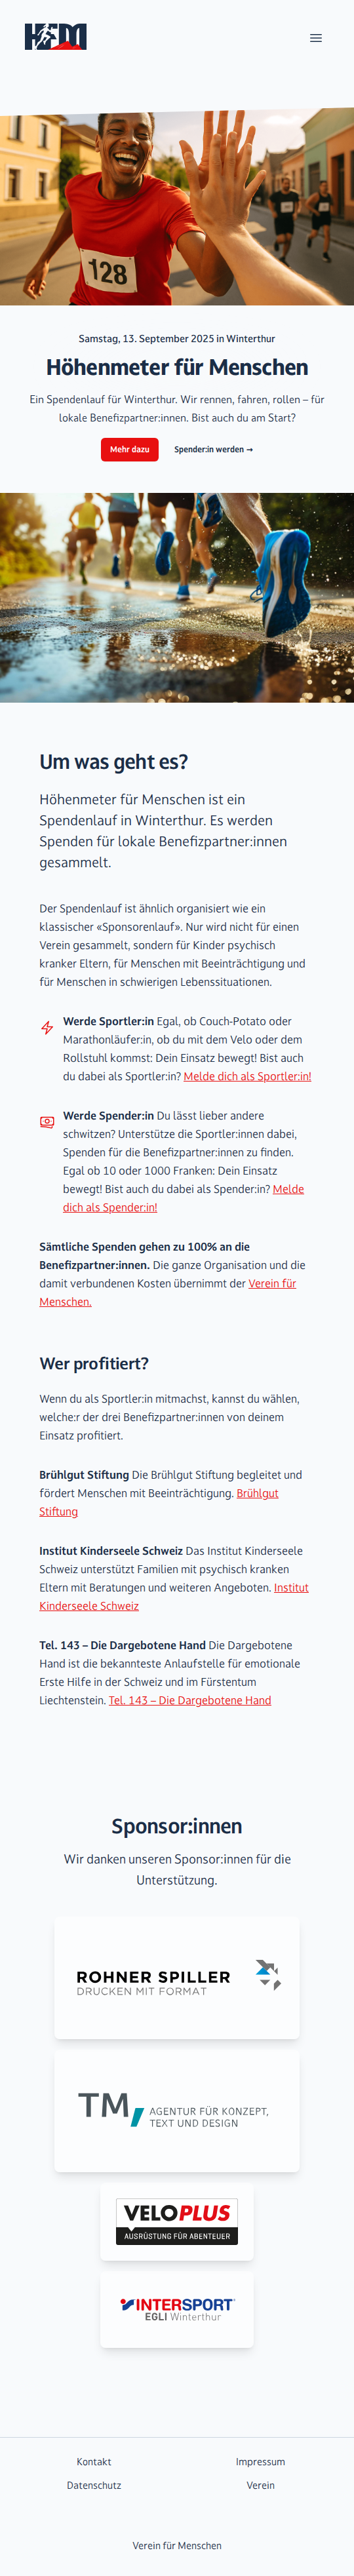 HFM
128
Samstag, 13. September 2025 in Winterthur
Höhenmeter für Menschen
Ein Spendenlauf für Winterthur. Wir rennen, fahren, rollen – für
lokale Benefizpartner:innen. Bist auch du am Start?
Mehr dazu
Spender:in werden →
Um was geht es?
Höhenmeter für Menschen ist ein
Spendenlauf in Winterthur. Es werden
Spenden für lokale Benefizpartner:innen
gesammelt.
Der Spendenlauf ist ähnlich organisiert wie ein
klassischer «Sponsorenlauf». Nur wird nicht für einen
Verein gesammelt, sondern für Kinder psychisch
kranker Eltern, für Menschen mit Beeinträchtigung und
für Menschen in schwierigen Lebenssituationen.
Werde Sportler:in Egal, ob Couch-Potato oder
Marathonläufer:in, ob du mit dem Velo oder dem
Rollstuhl kommst: Dein Einsatz bewegt! Bist auch
du dabei als Sportler:in? Melde dich als Sportler:in!
Werde Spender:in Du lässt lieber andere
schwitzen? Unterstütze die Sportler:innen dabei,
Spenden für die Benefizpartner:innen zu finden.
Egal ob 10 oder 1000 Franken: Dein Einsatz
bewegt! Bist auch du dabei als Spender:in? Melde
dich als Spender:in!
Sämtliche Spenden gehen zu 100% an die
Benefizpartner:innen. Die ganze Organisation und die
damit verbundenen Kosten übernimmt der Verein für
Menschen.
Wer profitiert?
Wenn du als Sportler:in mitmachst, kannst du wählen,
welche:r der drei Benefizpartner:innen von deinem
Einsatz profitiert.
Brühlgut Stiftung Die Brühlgut Stiftung begleitet und
fördert Menschen mit Beeinträchtigung. Brühlgut
Stiftung
Institut Kinderseele Schweiz Das Institut Kinderseele
Schweiz unterstützt Familien mit psychisch kranken
Eltern mit Beratungen und weiteren Angeboten. Institut
Kinderseele Schweiz
Tel. 143 – Die Dargebotene Hand Die Dargebotene
Hand ist die bekannteste Anlaufstelle für emotionale
Erste Hilfe in der Schweiz und im Fürstentum
Liechtenstein. Tel. 143 – Die Dargebotene Hand
Sponsor:innen
Wir danken unseren Sponsor:innen für die
Unterstützung.
ROHNER SPILLER
DRUCKEN MIT FORMAT
TM,
AGENTUR FÜR KONZEPT,
TEXT UND DESIGN
VELOPLUS
AUSRÜSTUNG FÜR ABENTEUER
INTERSPORT
EGLI Winterthur
Kontakt
Impressum
Datenschutz
Verein
Verein für Menschen